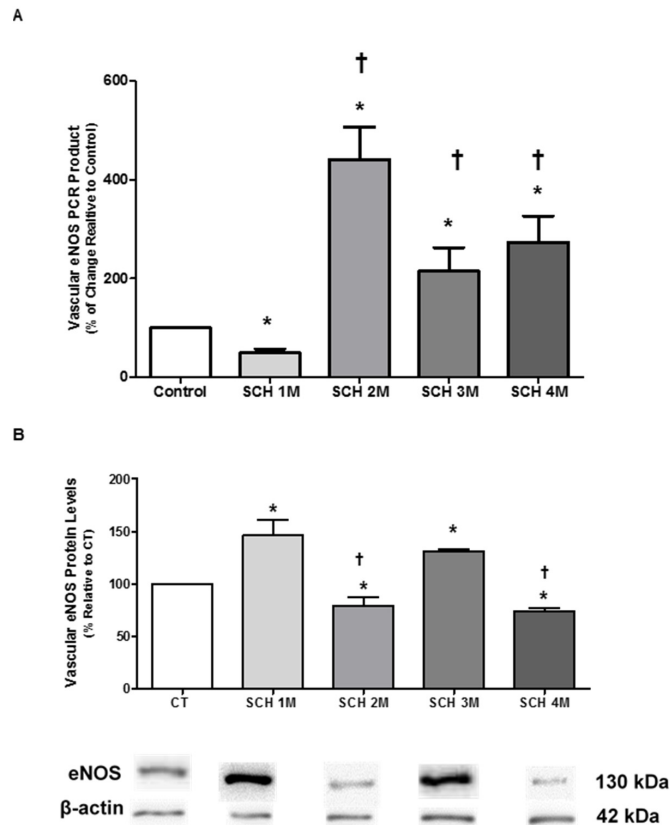 A
Vascular eNOS PCR Product
(% of Change Realtive to Control)
600
400
200
0
† 
*
†
*
†
*
*
Control SCH 1M SCH 2M SCH 3M SCH 4M
B
Vascular eNOS Protein Levels
(% Relative to CT)
200
150
100
50
0
*
*
†
*
†
*
CT SCH 1M SCH 2M SCH 3M SCH 4M
eNOS 130 kDa
β-actin 42 kDa